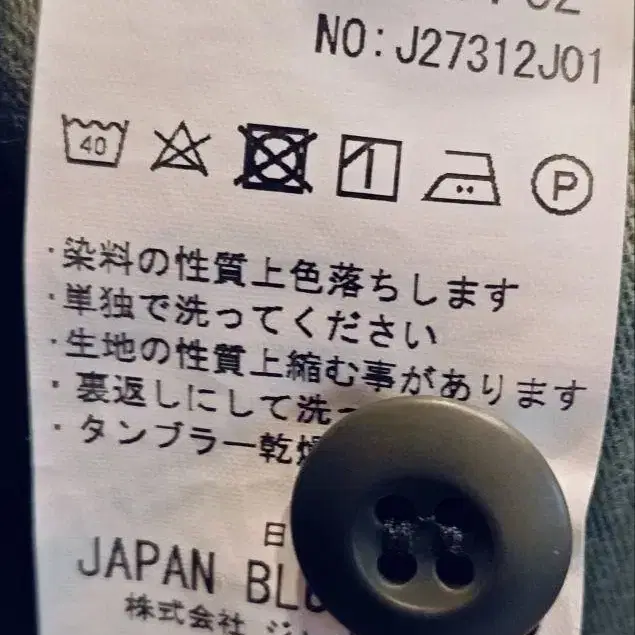 NO:J27312J01
40
P
・染料の性質上色落ちします
・単独で洗ってください
・生地の性質上縮む事があります
・裏返しにして洗っ
・タンブラー乾燥
日
JAPAN BL
株式会社 ジ